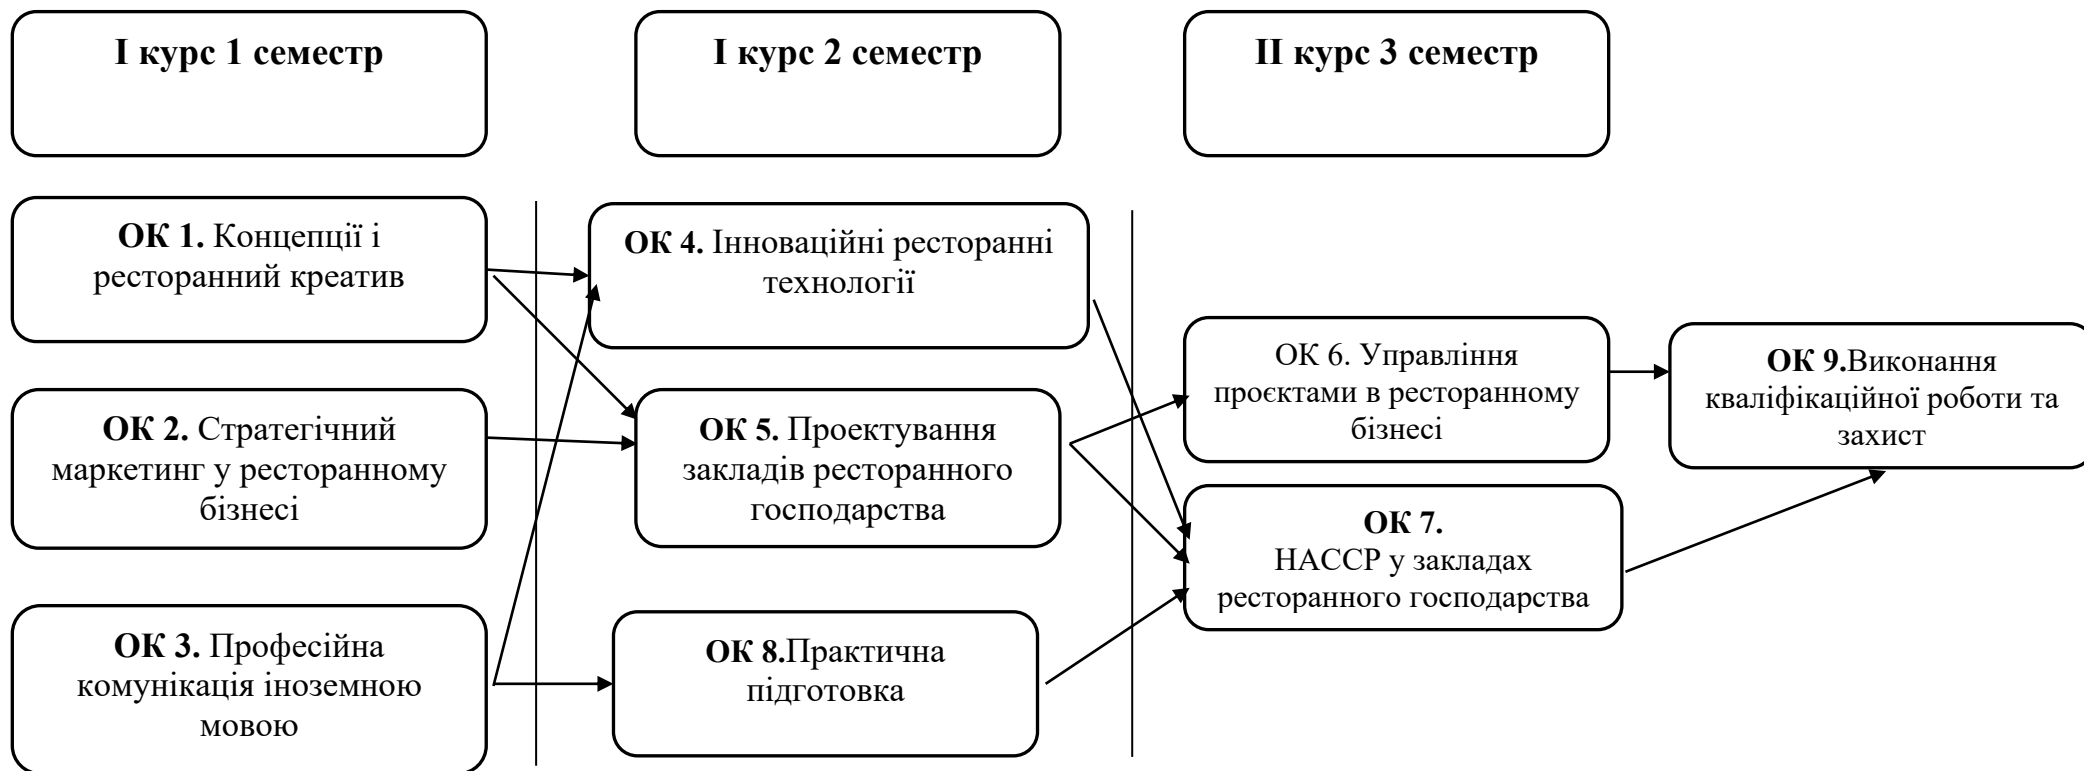 І курс 1 семестр
І курс 2 семестр
ІІ курс 3 семестр
ОК 1. Концепції і
ресторанний креатив
ОК 2. Стратегічний
маркетинг у ресторанному
бізнесі
ОК 3. Професійна
комунікація іноземною
мовою
ОК 4. Інноваційні ресторанні
технології
ОК 5. Проектування
закладів ресторанного
господарства
ОК 8.Практична
підготовка
ОК 6. Управління
проєктами в ресторанному
бізнесі
ОК 7.
НАССР у закладах
ресторанного господарства
ОК 9.Виконання
кваліфікаційної роботи та
захист